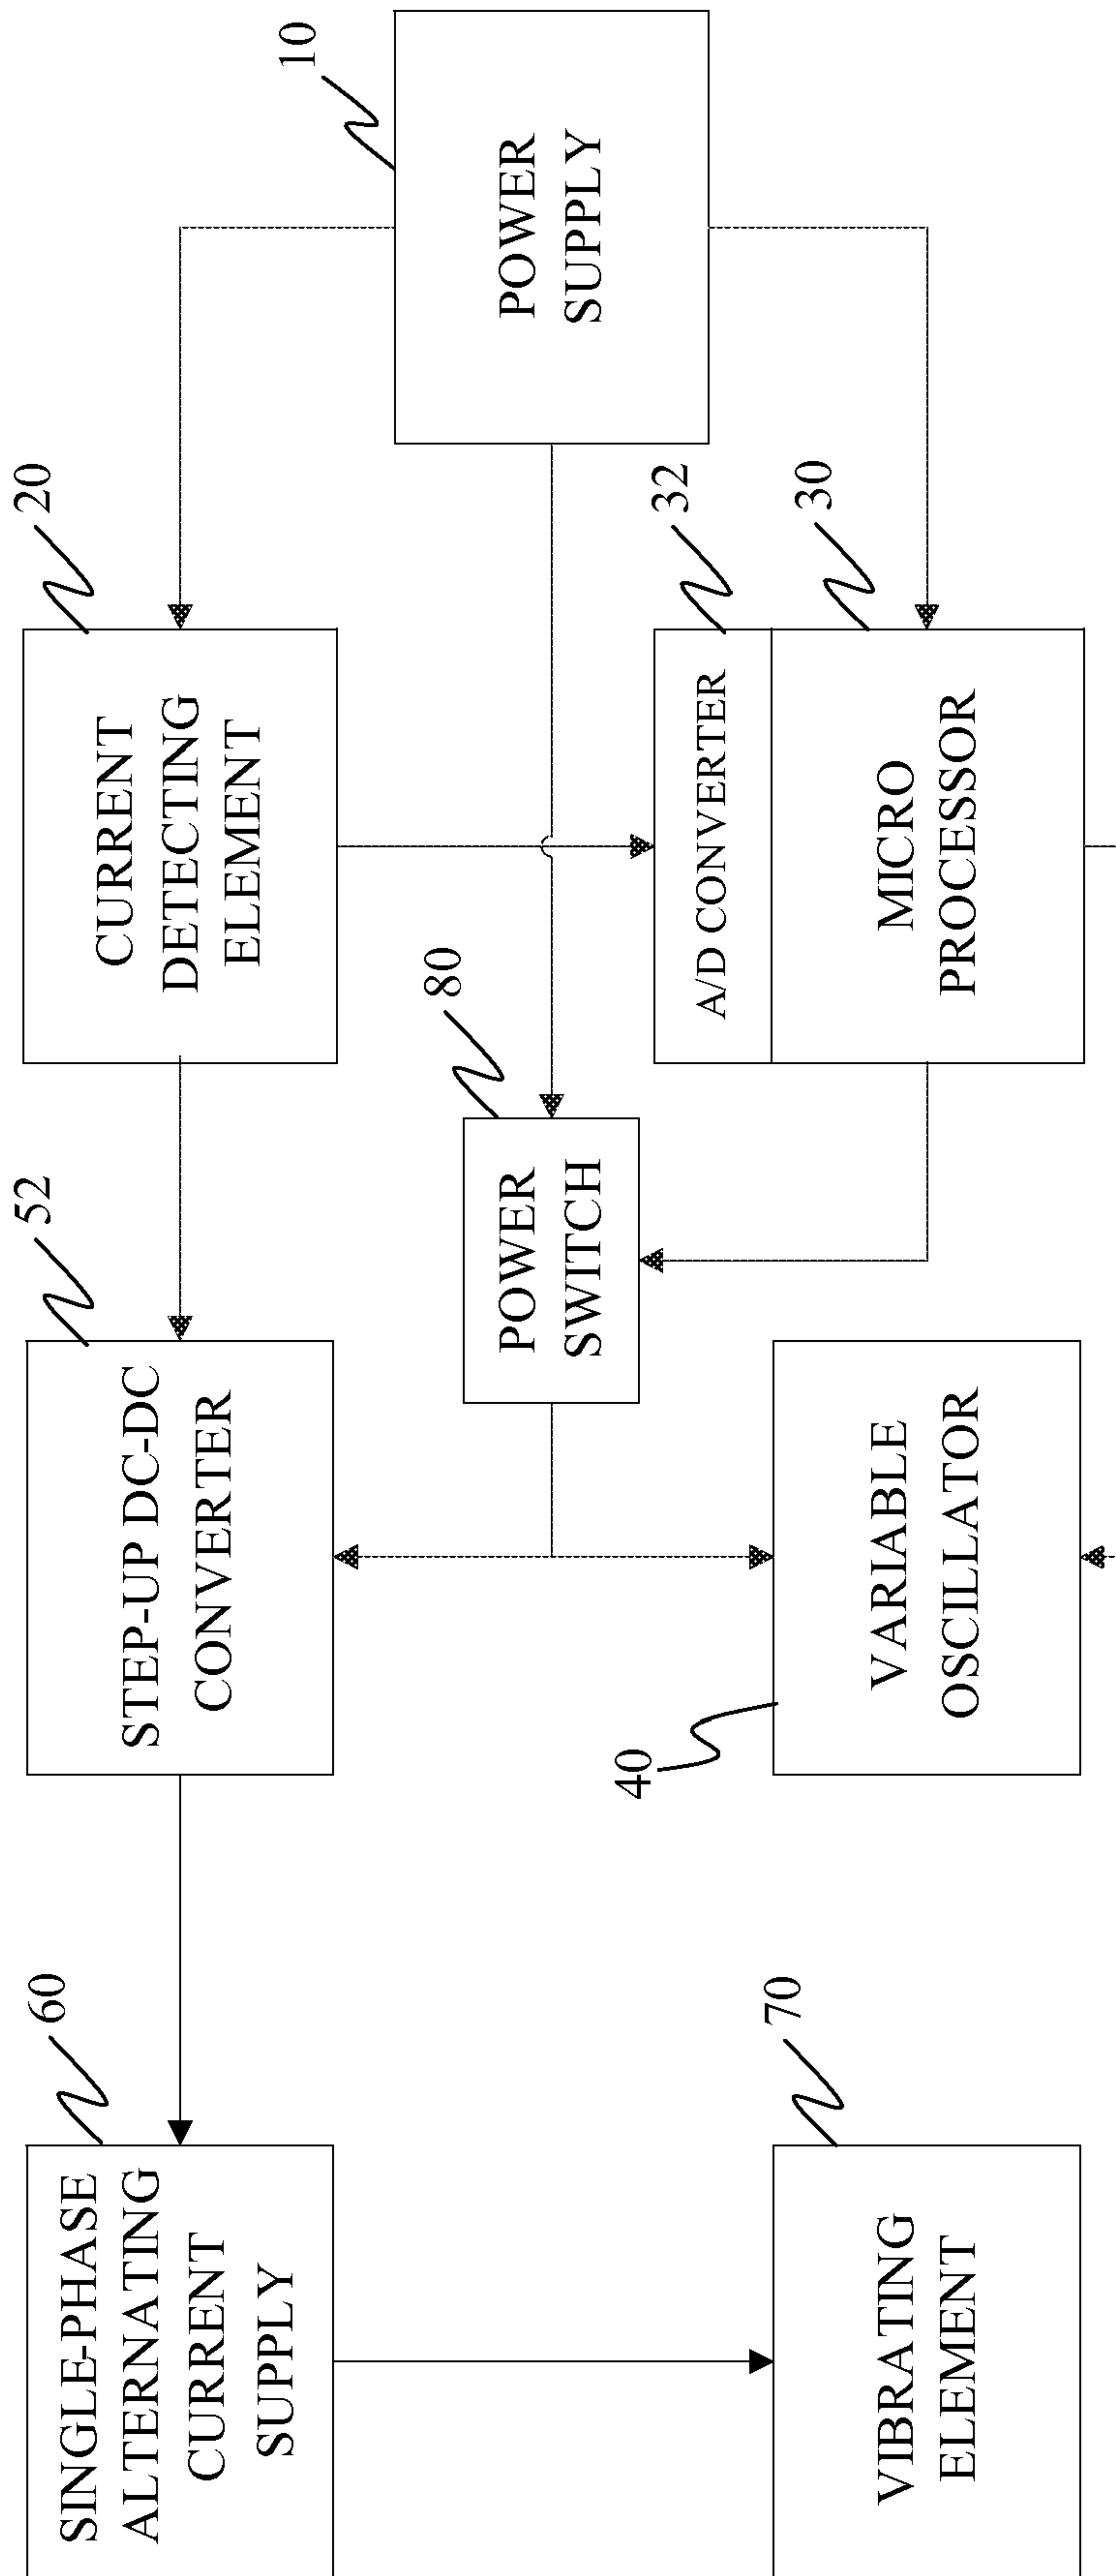 10
POWER
SUPPLY
20
CURRENT
DETECTING
ELEMENT
32
A/D CONVERTER
30
MICRO
PROCESSOR
80
POWER
SWITCH
52
STEP-UP DC-DC
CONVERTER
40
VARIABLE
OSCILLATOR
60
SINGLE-PHASE
ALTERNATING
CURRENT
SUPPLY
70
VIBRATING
ELEMENT